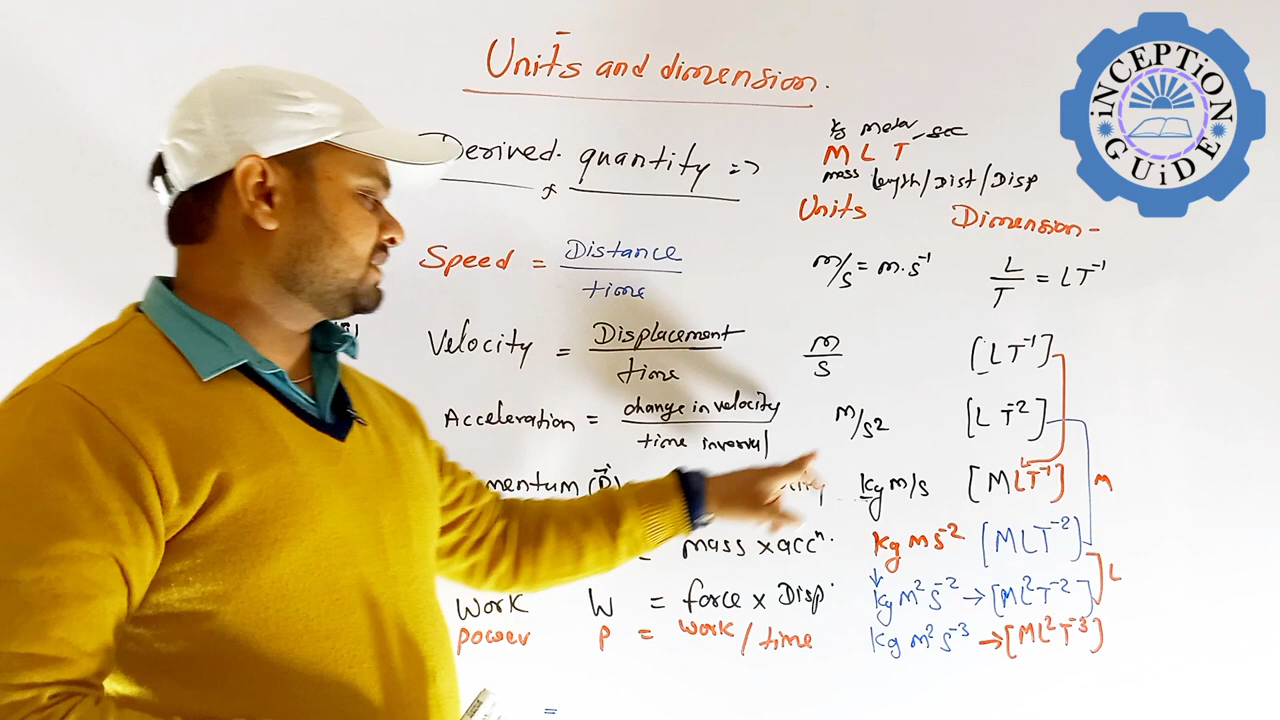 Units and dimension.
Derived quantity =>
kg meter sec
M L T
mass length/Dist/Disp
Units Dimension -
Speed = Distance / time m/s = m.s⁻¹ L/T = LT⁻¹
Velocity = Displacement / time m/s [LT⁻¹]
Acceleration = change in velocity / time inverval m/s² [LT⁻²]
mentum (P⃗) kg m/s [MLT⁻¹] M
= mass x accⁿ. kg m s⁻² [MLT⁻²]
L
Work W = force x Disp. kg m² s⁻² → [ML²T⁻²]
power P = work / time kg m² s⁻³ → [ML²T⁻³]
=
iNCEPTiON GUiDE